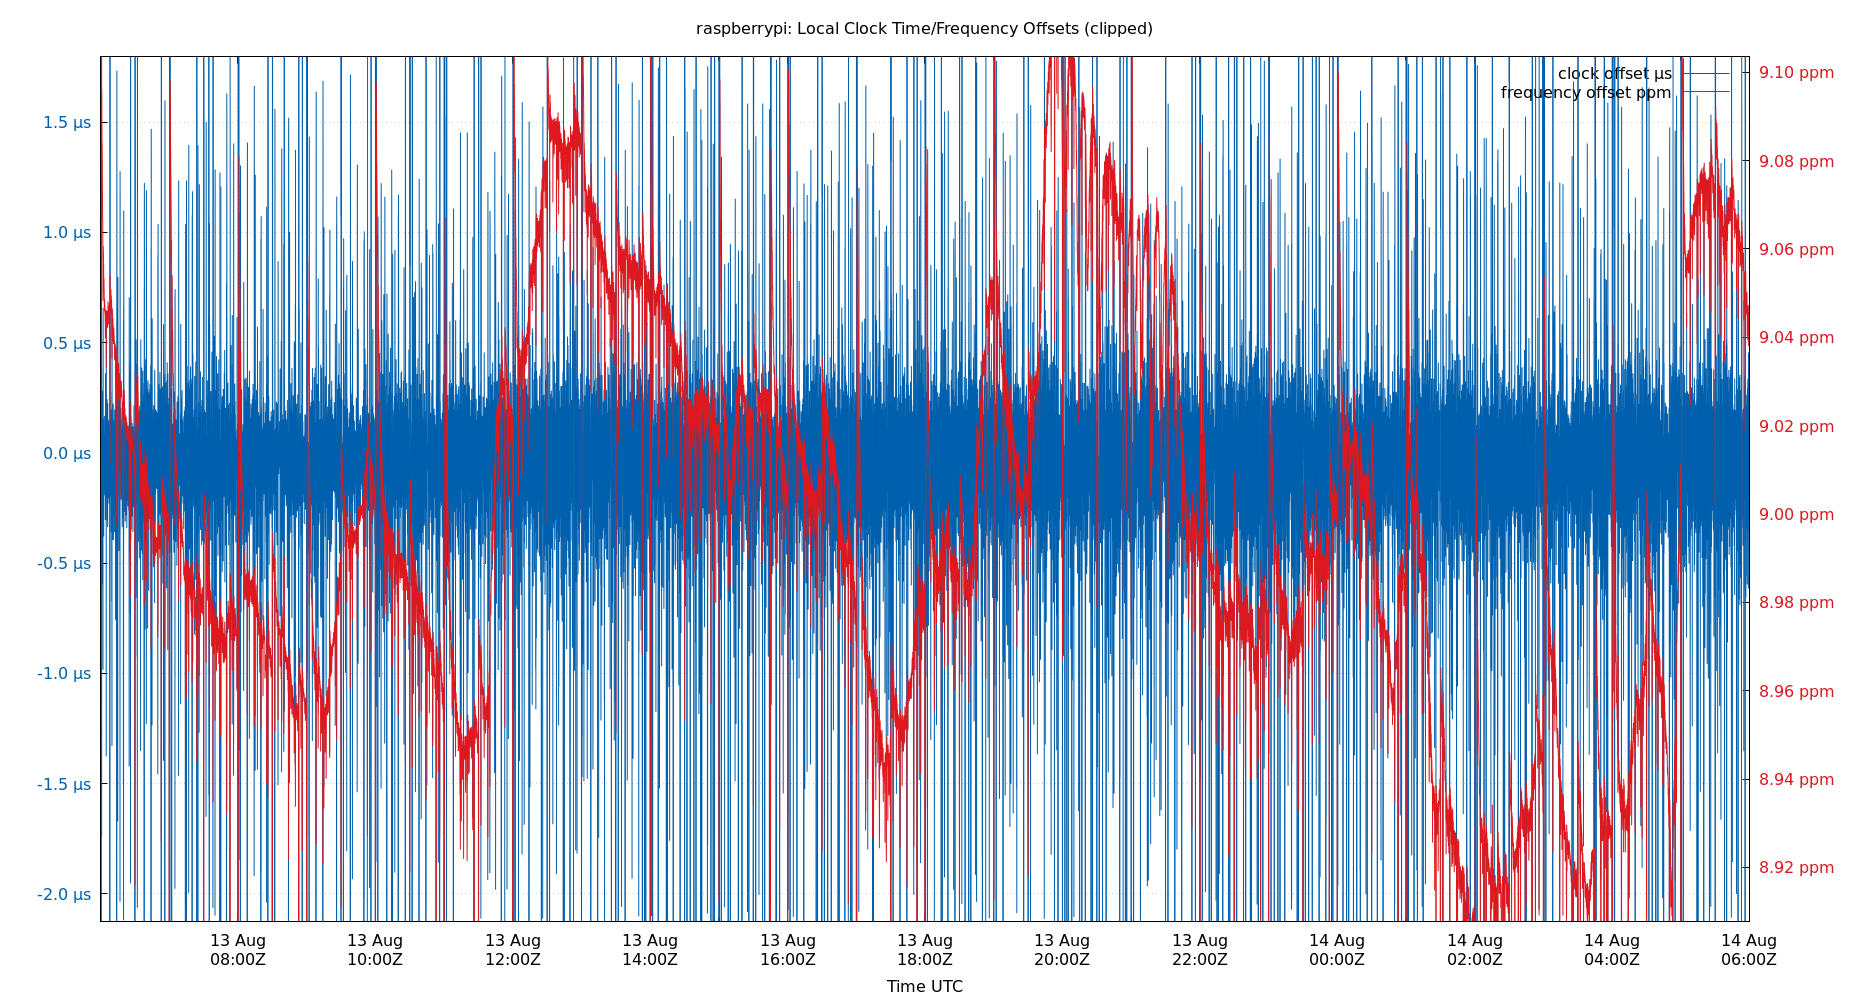 raspberrypi: Local Clock Time/Frequency Offsets (clipped)
clock offset µs
frequency offset ppm
1.5 µs
1.0 µs
0.5 µs
0.0 µs
-0.5 µs
-1.0 µs
-1.5 µs
-2.0 µs
9.10 ppm
9.08 ppm
9.06 ppm
9.04 ppm
9.02 ppm
9.00 ppm
8.98 ppm
8.96 ppm
8.94 ppm
8.92 ppm
13 Aug
08:00Z
13 Aug
10:00Z
13 Aug
12:00Z
13 Aug
14:00Z
13 Aug
16:00Z
13 Aug
18:00Z
13 Aug
20:00Z
13 Aug
22:00Z
14 Aug
00:00Z
14 Aug
02:00Z
14 Aug
04:00Z
14 Aug
06:00Z
Time UTC